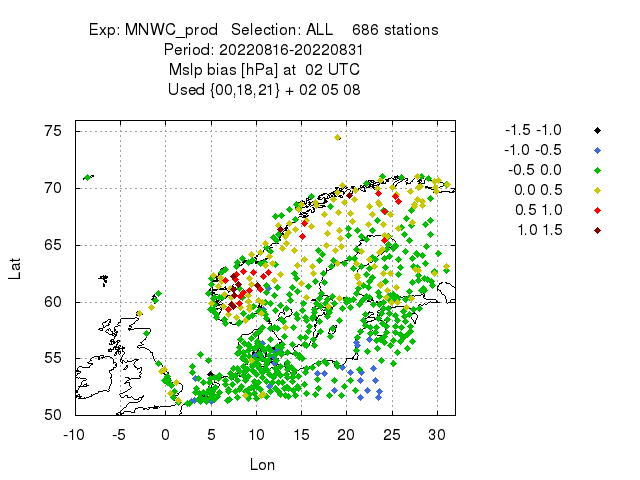 Exp: MNWC_prod   Selection: ALL    686 stations
Period: 20220816-20220831
Mslp bias [hPa] at  02 UTC
Used {00,18,21} + 02 05 08
-1.5 -1.0
-1.0 -0.5
-0.5 0.0
0.0 0.5
0.5 1.0
1.0 1.5
75
70
65
60
55
50
Lat
-10 -5 0 5 10 15 20 25 30
Lon